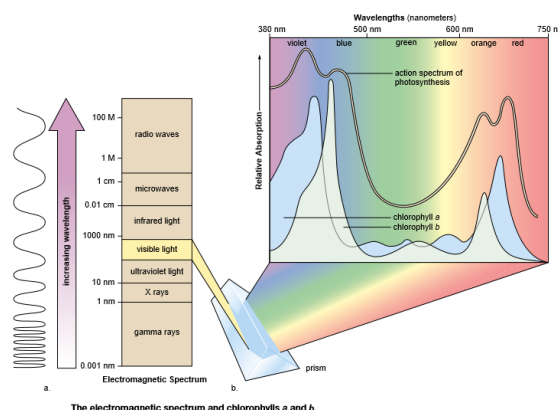 Wavelengths (nanometers)
380 nm 500 nm 600 nm 750 n
violet blue green yellow orange red
action spectrum of
photosynthesis
Relative Absorption
chlorophyll a
chlorophyll b
increasing wavelength
100 M
radio waves
1 M
1 cm
microwaves
0.01 cm
infrared light
1000 nm
visible light
ultraviolet light
10 nm
X rays
1 nm
gamma rays
0.001 nm
Electromagnetic Spectrum
prism
a. b.
The electromagnetic spectrum and chlorophylls a and b.